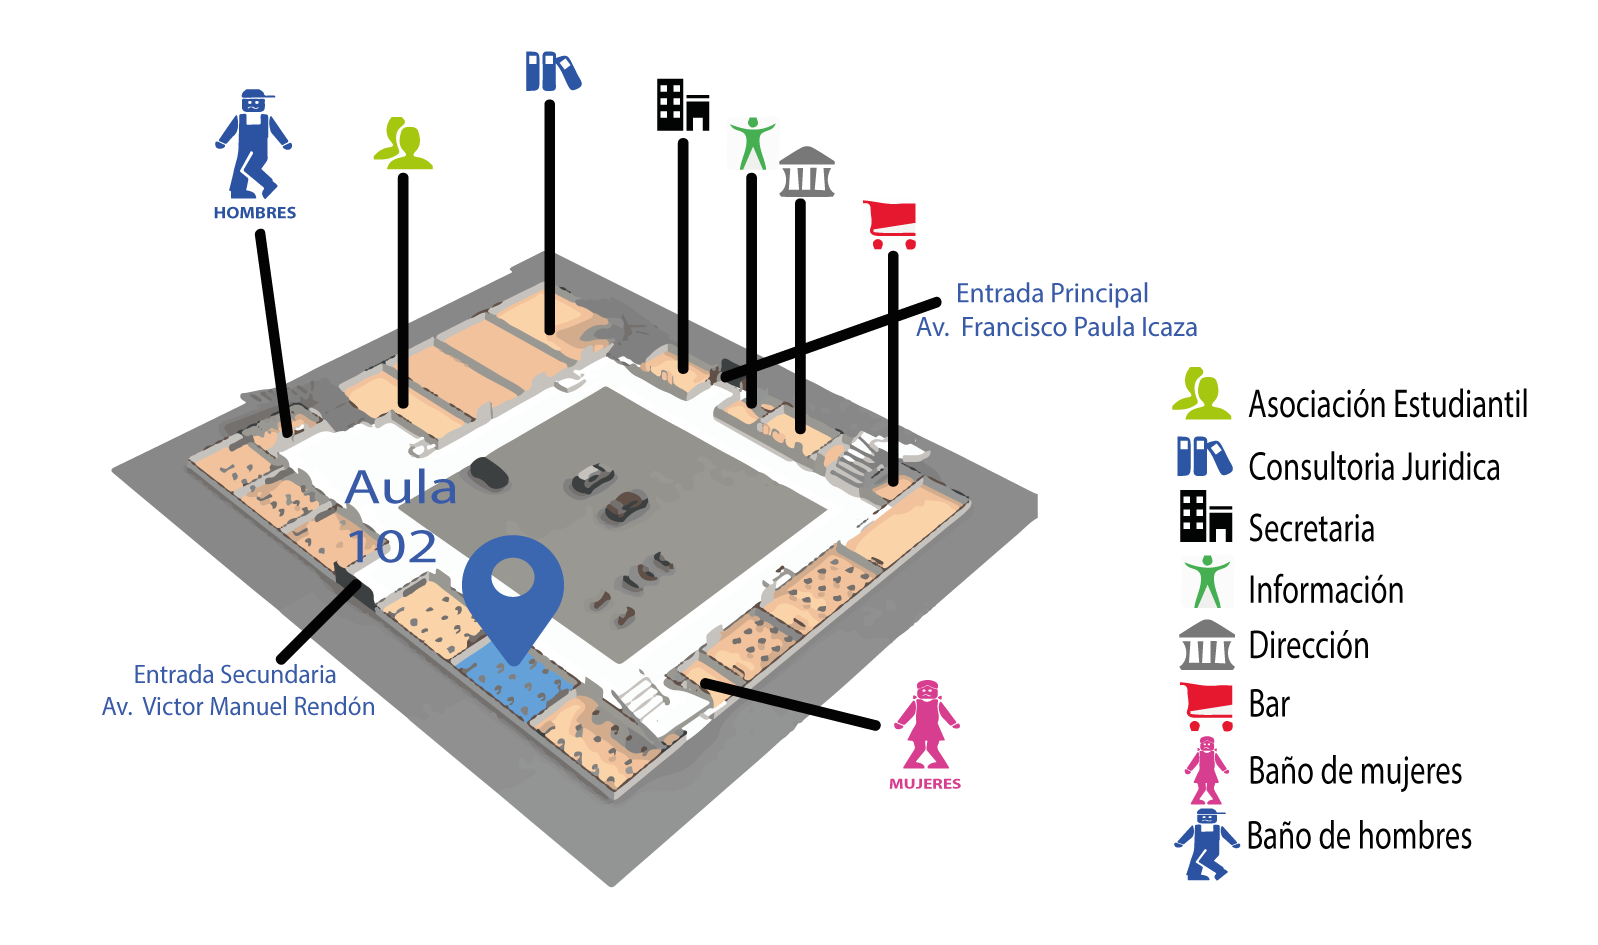 HOMBRES
Entrada Principal
Av. Francisco Paula Icaza
Aula
102
Entrada Secundaria
Av. Victor Manuel Rendón
MUJERES
Asociación Estudiantil
Consultoria Juridica
Secretaria
Información
Dirección
Bar
Baño de mujeres
Baño de hombres